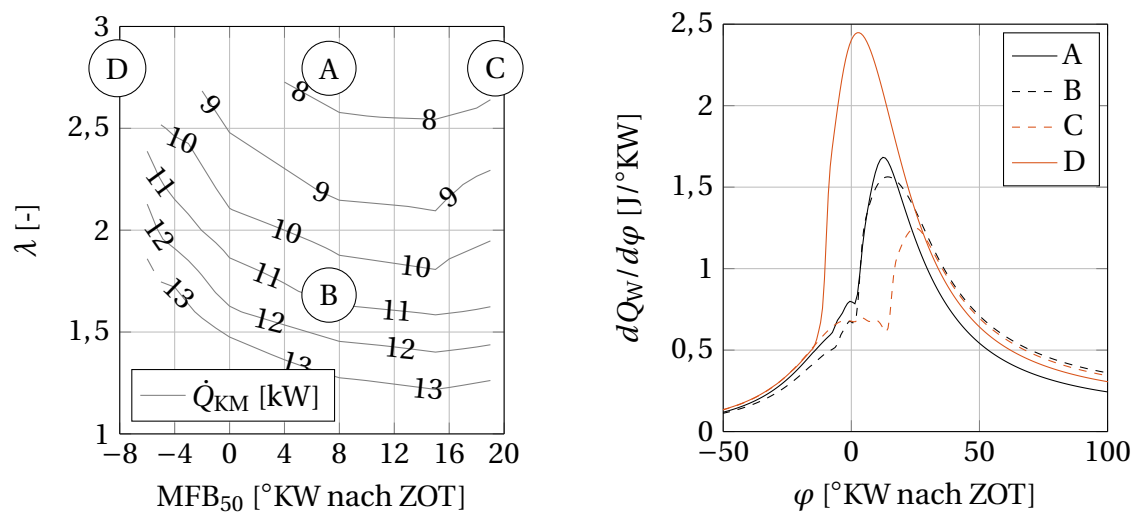 3
2,5
2
1,5
1
λ [-]
D
A
C
B
8
8
9
9
9
10
10
10
11
11
11
12
12
12
13
13
13
Q̇KM [kW]
−8 −4 0 4 8 12 16 20
MFB50 [°KW nach ZOT]
2,5
2
1,5
1
0,5
0
dQW/dφ [J/°KW]
A
B
C
D
−50 0 50 100
φ [°KW nach ZOT]